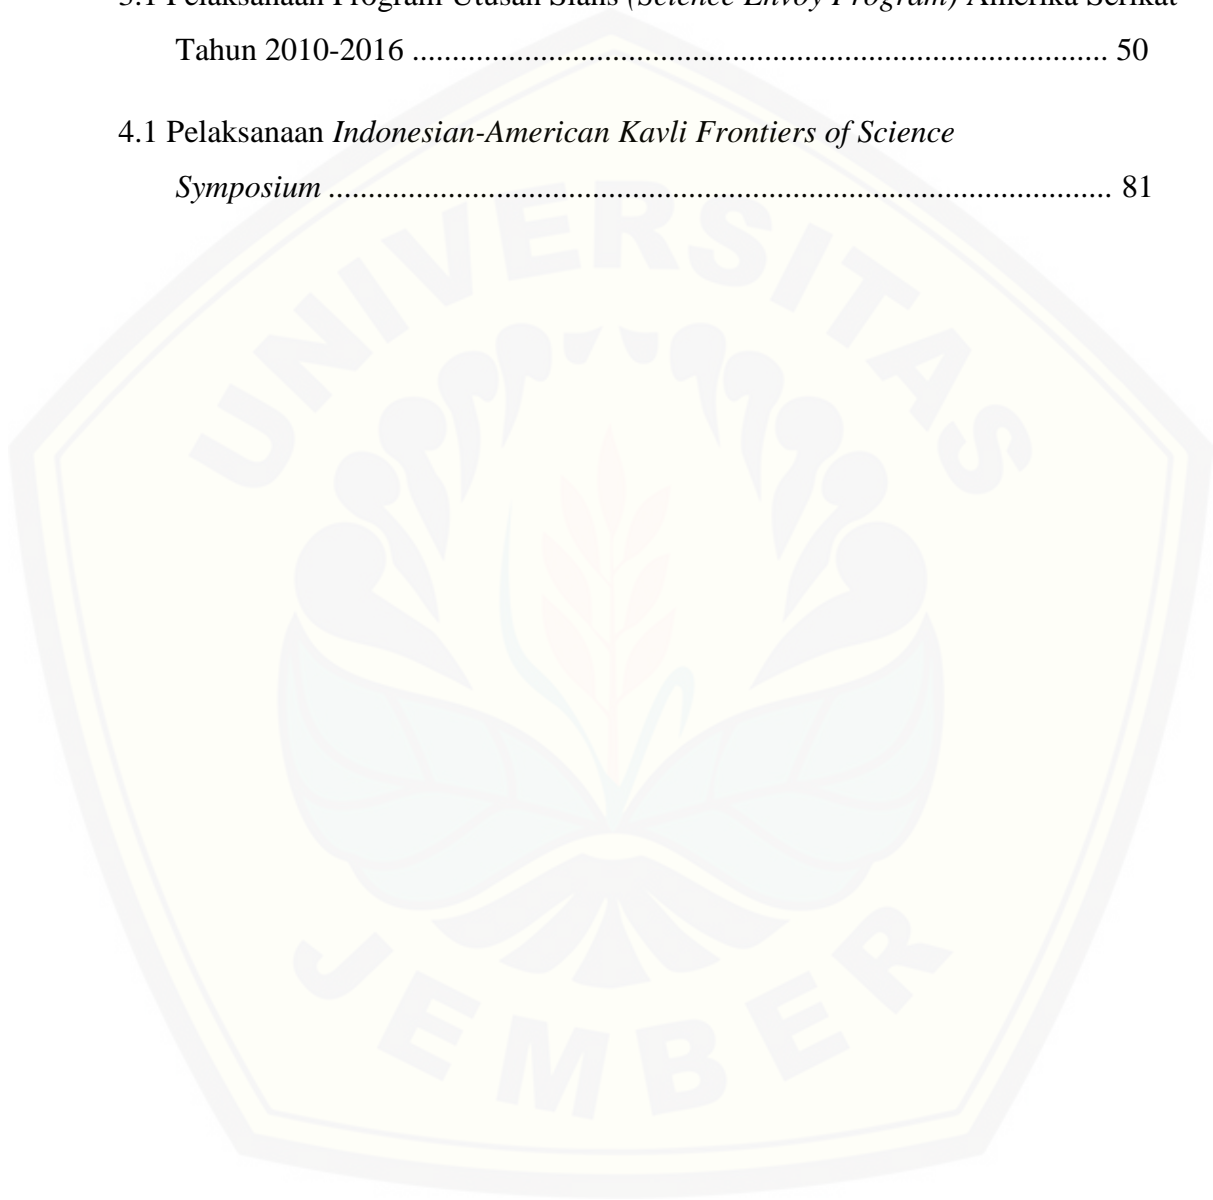 3.1 Pelaksanaan Program Utusan Sians (Science Envoy Program) Amerika Serikat
Tahun 2010-2016 ....................................................................................... 50
4.1 Pelaksanaan Indonesian-American Kavli Frontiers of Science
Symposium .................................................................................................. 81
UNIVERSITAS
JEMBER